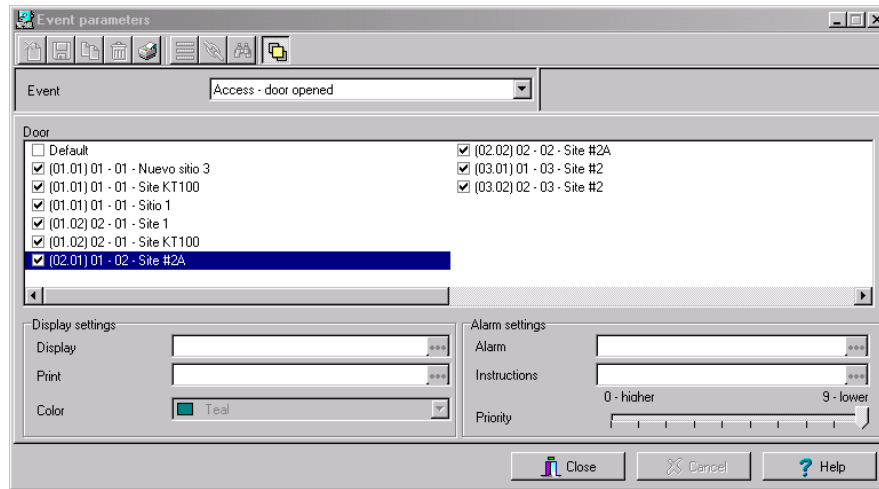 Event parameters
Event
Access - door opened
Door
Default
(01.01) 01 - 01 - Nuevo sitio 3
(01.01) 01 - 01 - Site KT100
(01.01) 01 - 01 - Sitio 1
(01.02) 02 - 01 - Site 1
(01.02) 02 - 01 - Site KT100
(02.01) 01 - 02 - Site #2A
(02.02) 02 - 02 - Site #2A
(03.01) 01 - 03 - Site #2
(03.02) 02 - 03 - Site #2
Display settings
Display
Print
Color
Teal
Alarm settings
Alarm
Instructions
0 - higher
9 - lower
Priority
Close
Cancel
Help